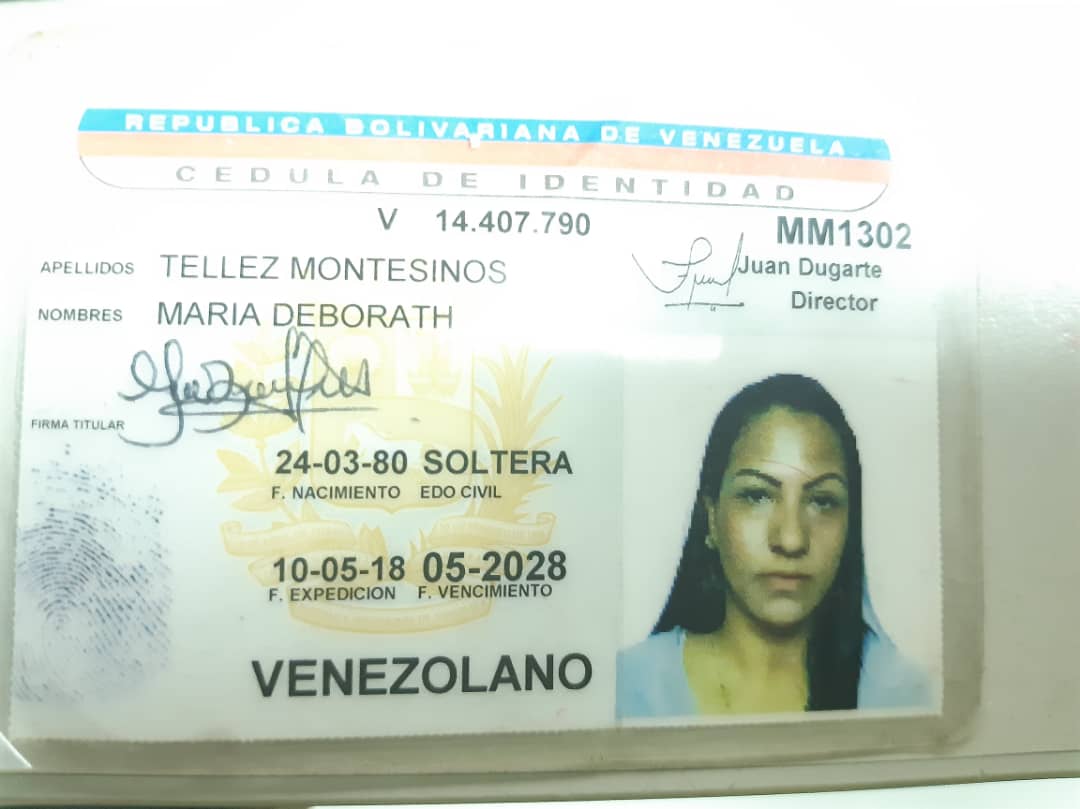 REPUBLICA BOLIVARIANA DE VENEZUELA
CEDULA DE IDENTIDAD
V 14.407.790
MM1302
APELLIDOS TELLEZ MONTESINOS
Juan Dugarte
Director
NOMBRES MARIA DEBORATH
FIRMA TITULAR
24-03-80 SOLTERA
F. NACIMIENTO EDO CIVIL
10-05-18 05-2028
F. EXPEDICION F. VENCIMIENTO
VENEZOLANO